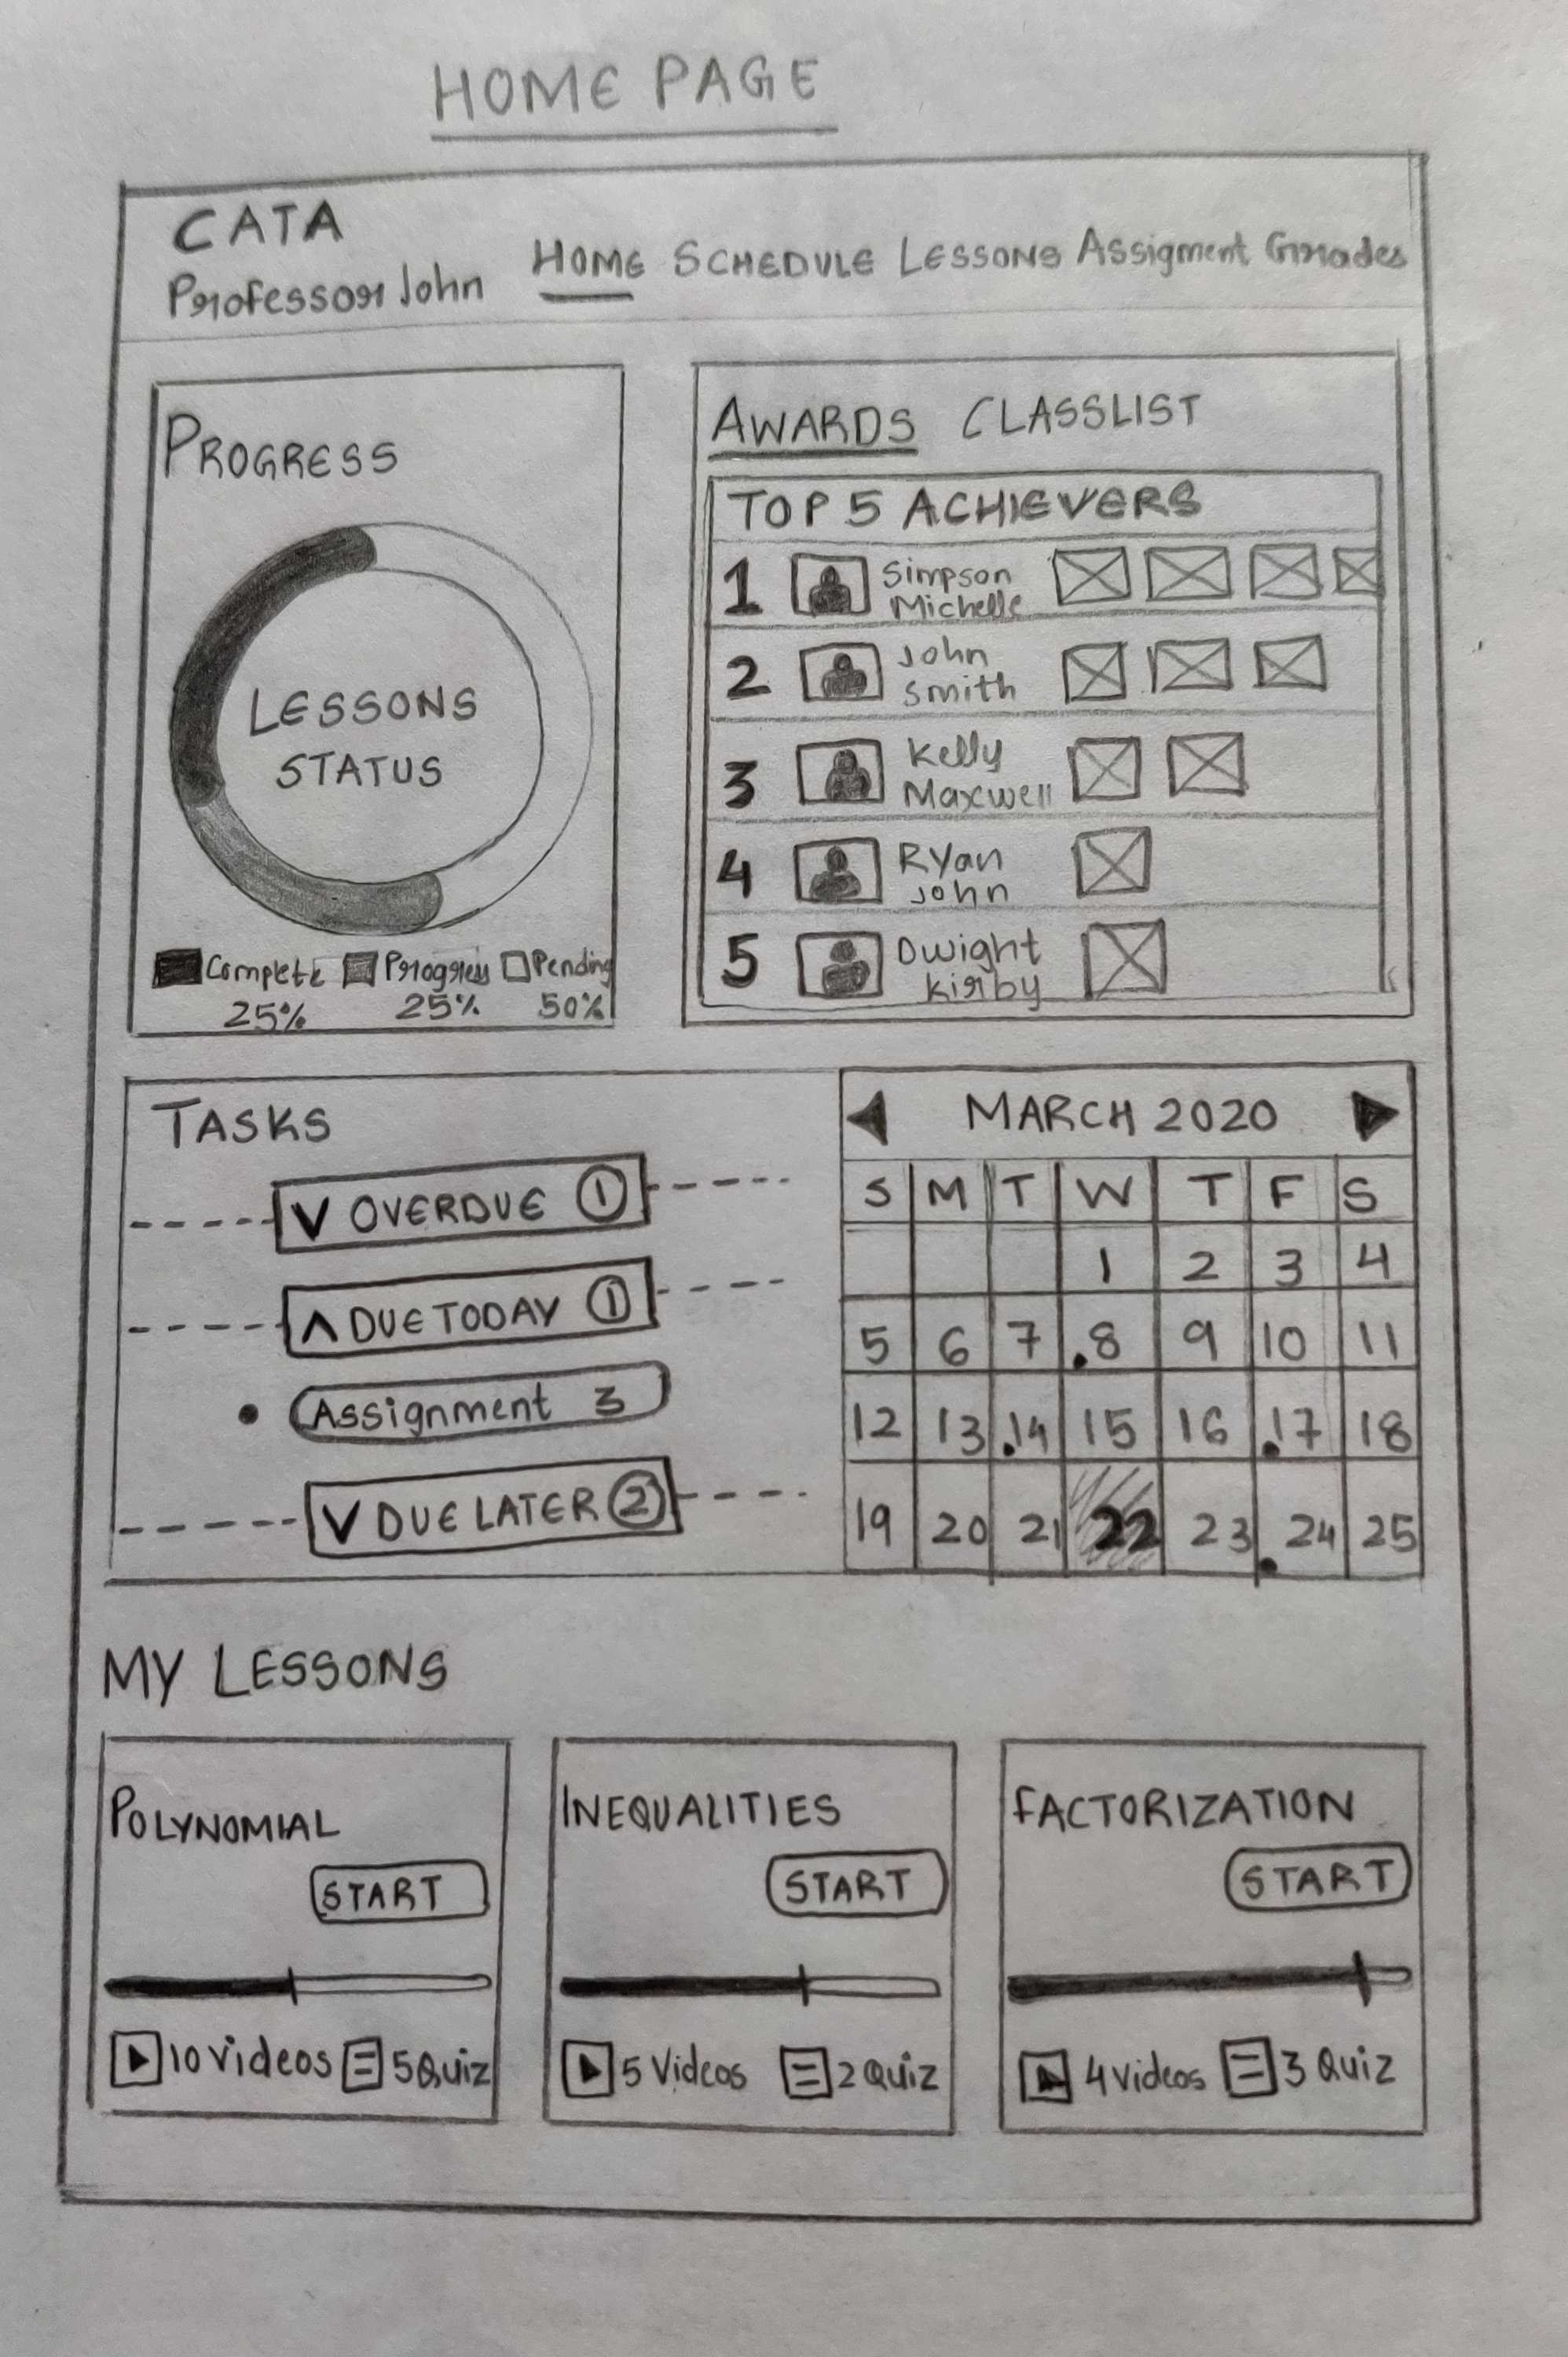 HOME PAGE
CATA
Professor John
HOME SCHEDULE LESSONS Assigment Grades
PROGRESS
LESSONS
STATUS
Complete Progress Pending
25% 25% 50%
AWARDS CLASSLIST
TOP 5 ACHIEVERS
1 Simpson
Michelle
2 John
Smith
3 Kelly
Maxwell
4 Ryan
John
5 Dwight
Kirby
TASKS
V OVERDUE 1
Λ DUE TODAY 1
• Assignment 3
V DUE LATER 2
MARCH 2020
S M T W T F S
1 2 3 4
5 6 7 .8 9 10 11
12 13 .14 15 16 .17 18
19 20 21 22 23 .24 25
MY LESSONS
POLYNOMIAL
START
10 Videos 5 Quiz
INEQUALITIES
START
5 Videos 2 Quiz
FACTORIZATION
START
4 Videos 3 Quiz